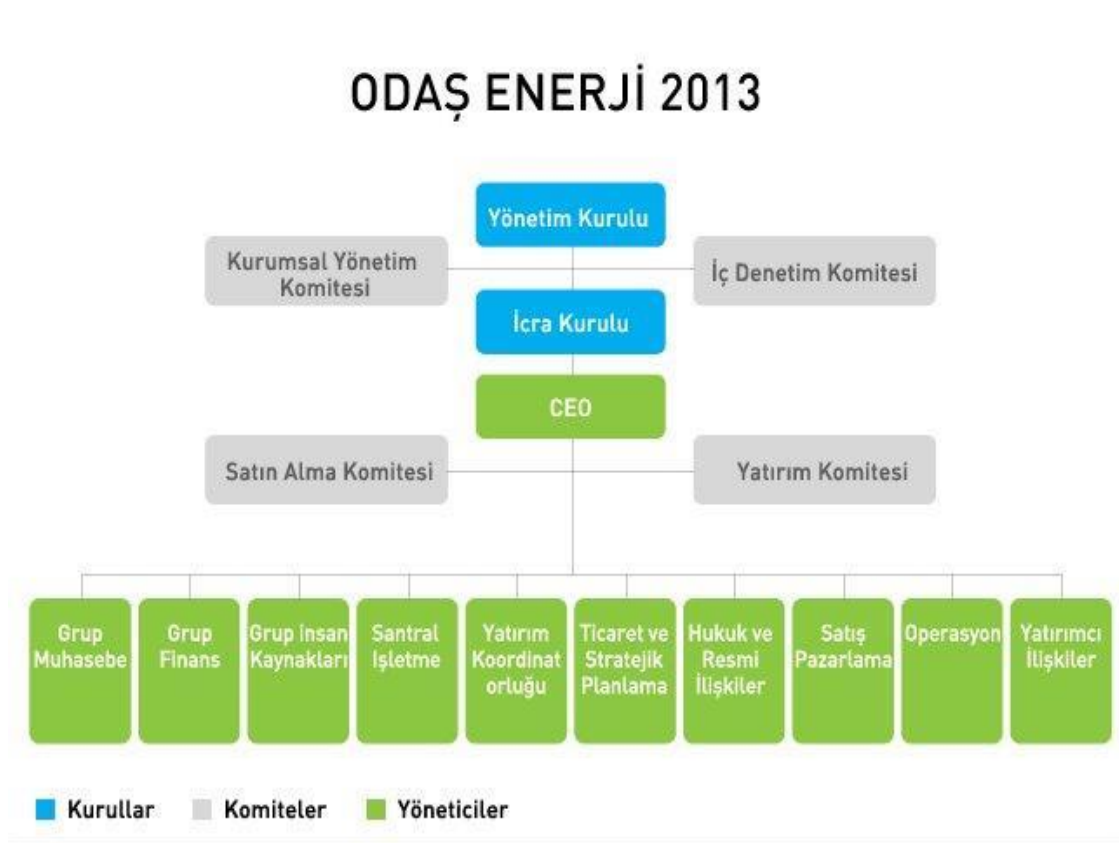 ODAŞ ENERJİ 2013
Yönetim Kurulu
Kurumsal Yönetim
Komitesi
İç Denetim Komitesi
İcra Kurulu
CEO
Satın Alma Komitesi
Yatırım Komitesi
Grup
Muhasebe
Grup
Finans
Grup İnsan
Kaynakları
Santral
İşletme
Yatırım
Koordinat
orluğu
Ticaret ve
Stratejik
Planlama
Hukuk ve
Resmi
İlişkiler
Satış
Pazarlama
Operasyon
Yatırımcı
İlişkiler
Kurullar
Komiteler
Yöneticiler